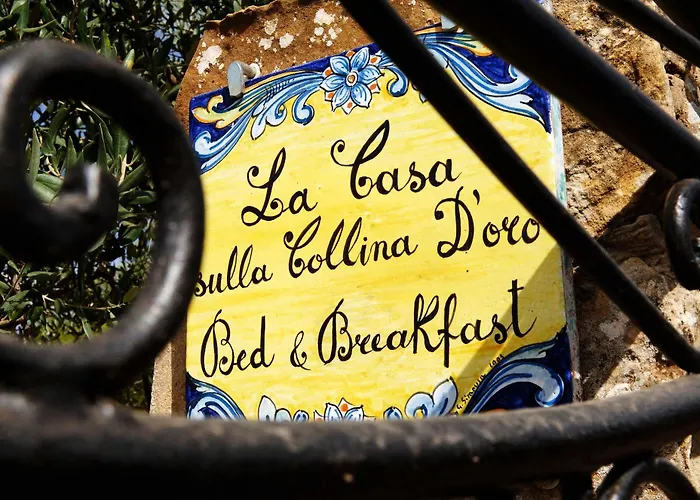 La Casa
sulla Collina D'oro
Bed & Breakfast